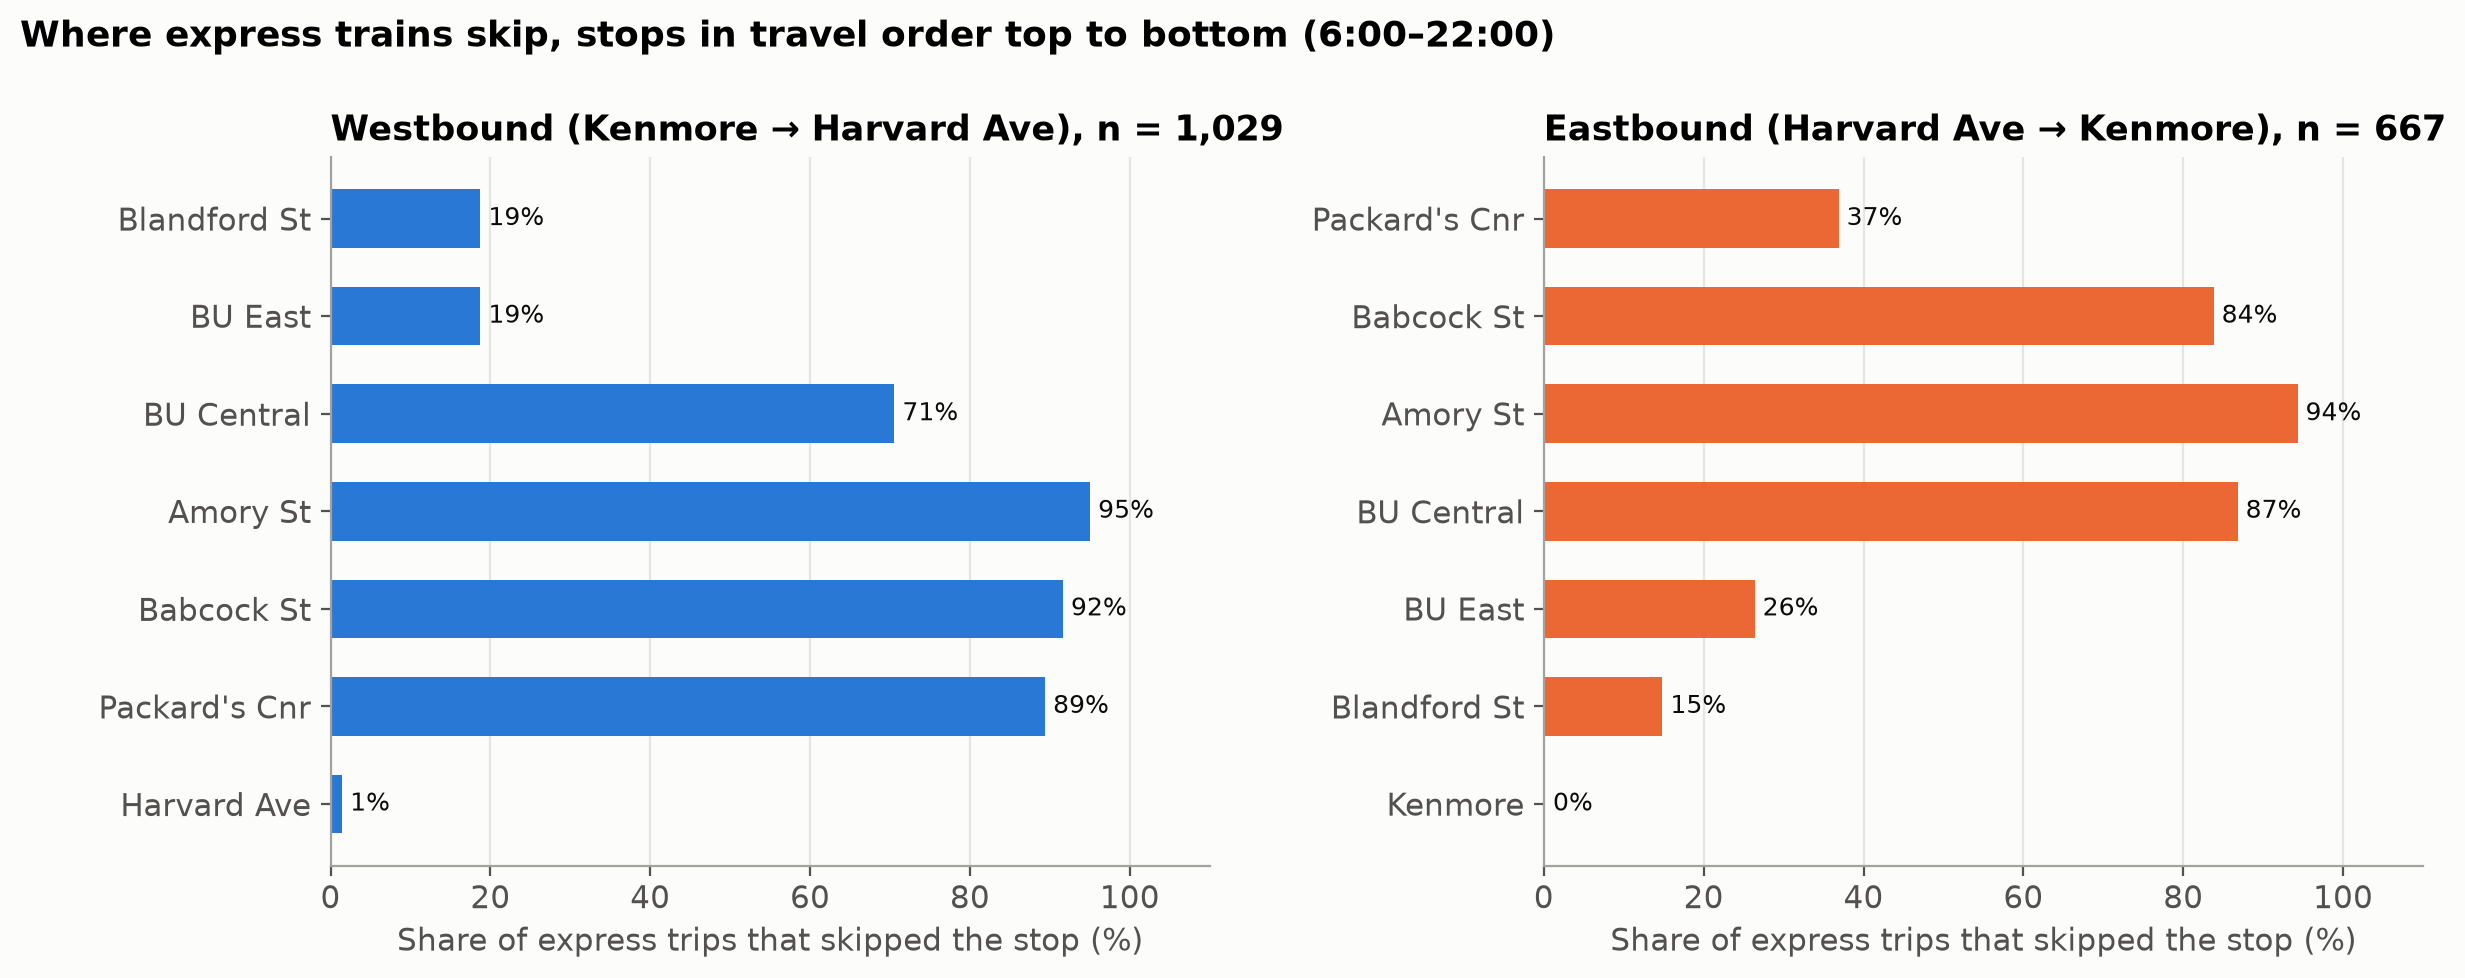 Where express trains skip, stops in travel order top to bottom (6:00–22:00)
Westbound (Kenmore → Harvard Ave), n = 1,029
Blandford St 19%
BU East 19%
BU Central 71%
Amory St 95%
Babcock St 92%
Packard's Cnr 89%
Harvard Ave 1%
0 20 40 60 80 100
Share of express trips that skipped the stop (%)
Eastbound (Harvard Ave → Kenmore), n = 667
Packard's Cnr 37%
Babcock St 84%
Amory St 94%
BU Central 87%
BU East 26%
Blandford St 15%
Kenmore 0%
0 20 40 60 80 100
Share of express trips that skipped the stop (%)